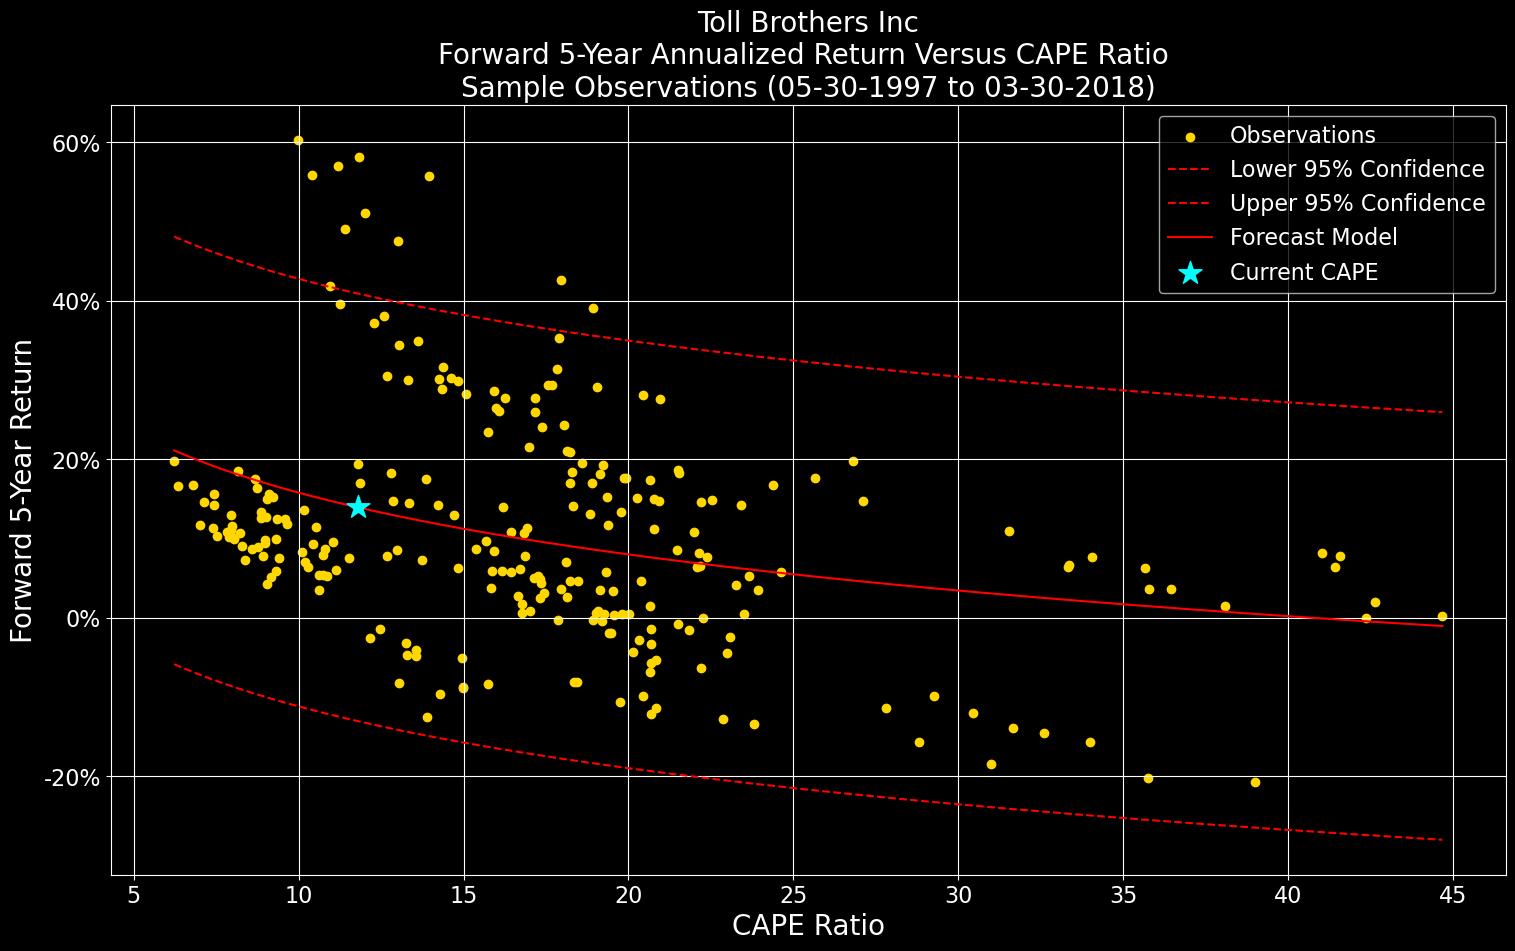 Toll Brothers Inc
Forward 5-Year Annualized Return Versus CAPE Ratio
Sample Observations (05-30-1997 to 03-30-2018)
Observations
Lower 95% Confidence
Upper 95% Confidence
Forecast Model
Current CAPE
Forward 5-Year Return
60%
40%
20%
0%
-20%
5 10 15 20 25 30 35 40 45
CAPE Ratio